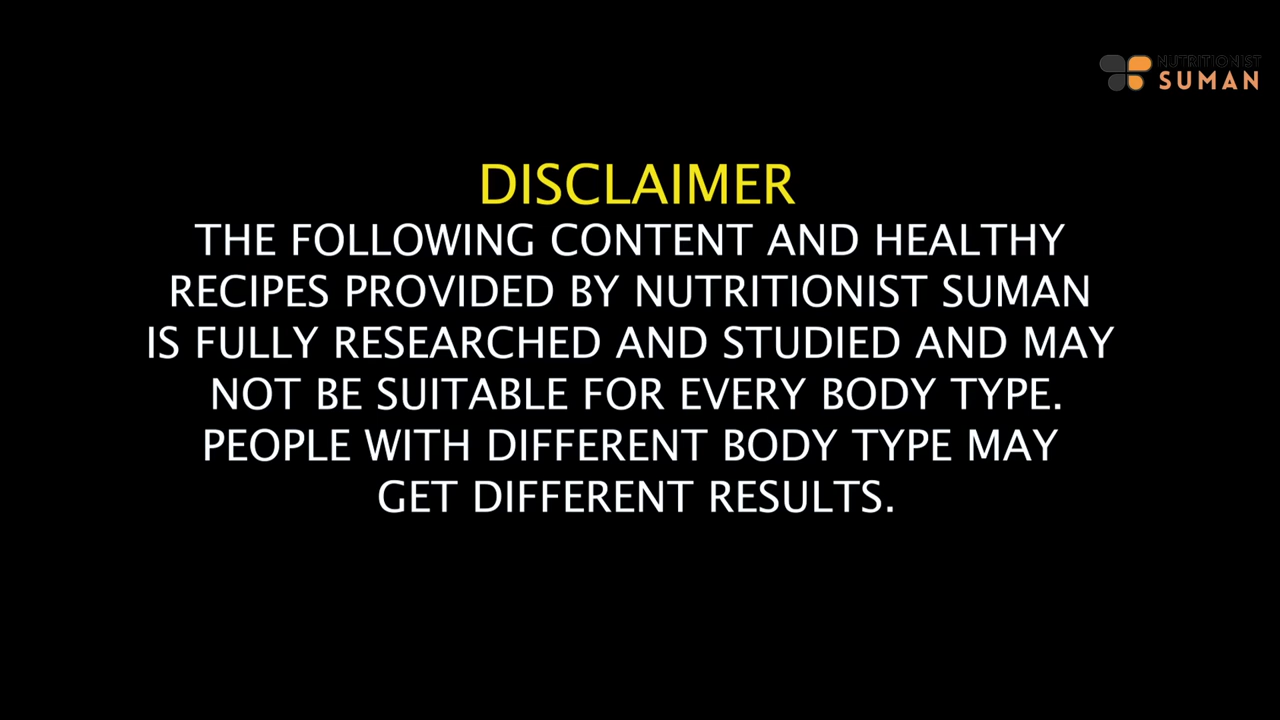 NUTRITIONIST
SUMAN
DISCLAIMER
THE FOLLOWING CONTENT AND HEALTHY
RECIPES PROVIDED BY NUTRITIONIST SUMAN
IS FULLY RESEARCHED AND STUDIED AND MAY
NOT BE SUITABLE FOR EVERY BODY TYPE.
PEOPLE WITH DIFFERENT BODY TYPE MAY
GET DIFFERENT RESULTS.